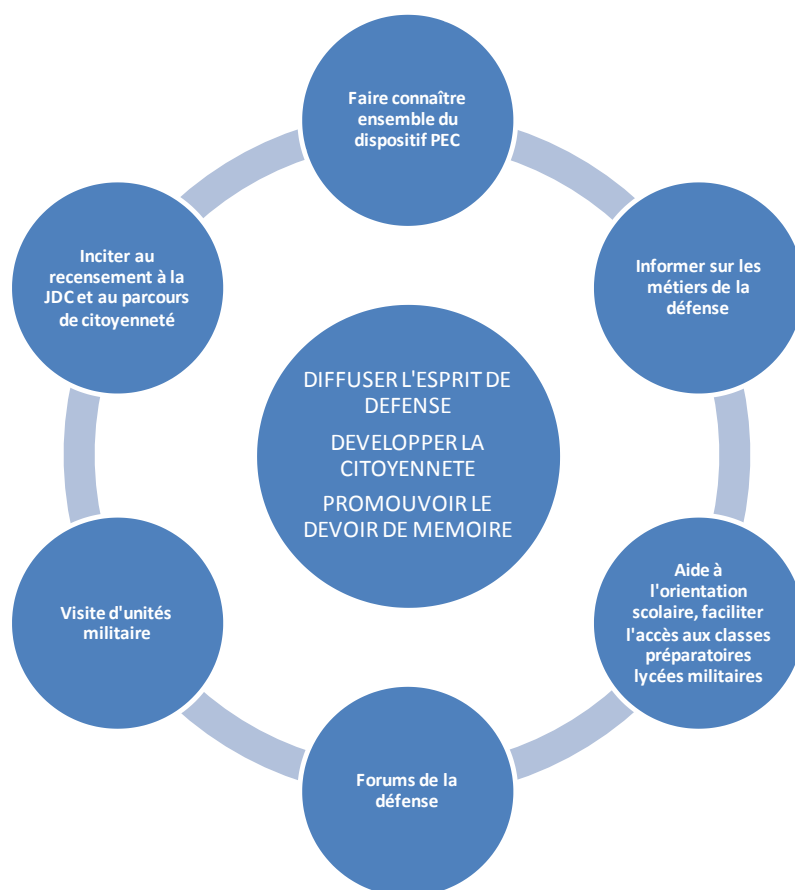 Faire connaître
ensemble du
dispositif PEC
Inciter au
recensement à la
JDC et au parcours
de citoyenneté
Informer sur les
métiers de la
défense
DIFFUSER L'ESPRIT DE
DEFENSE
DEVELOPPER LA
CITOYENNETE
PROMOUVOIR LE
DEVOIR DE MEMOIRE
Visite d'unités
militaire
Aide à
l'orientation
scolaire, faciliter
l'accès aux classes
préparatoires
lycées militaires
Forums de la
défense